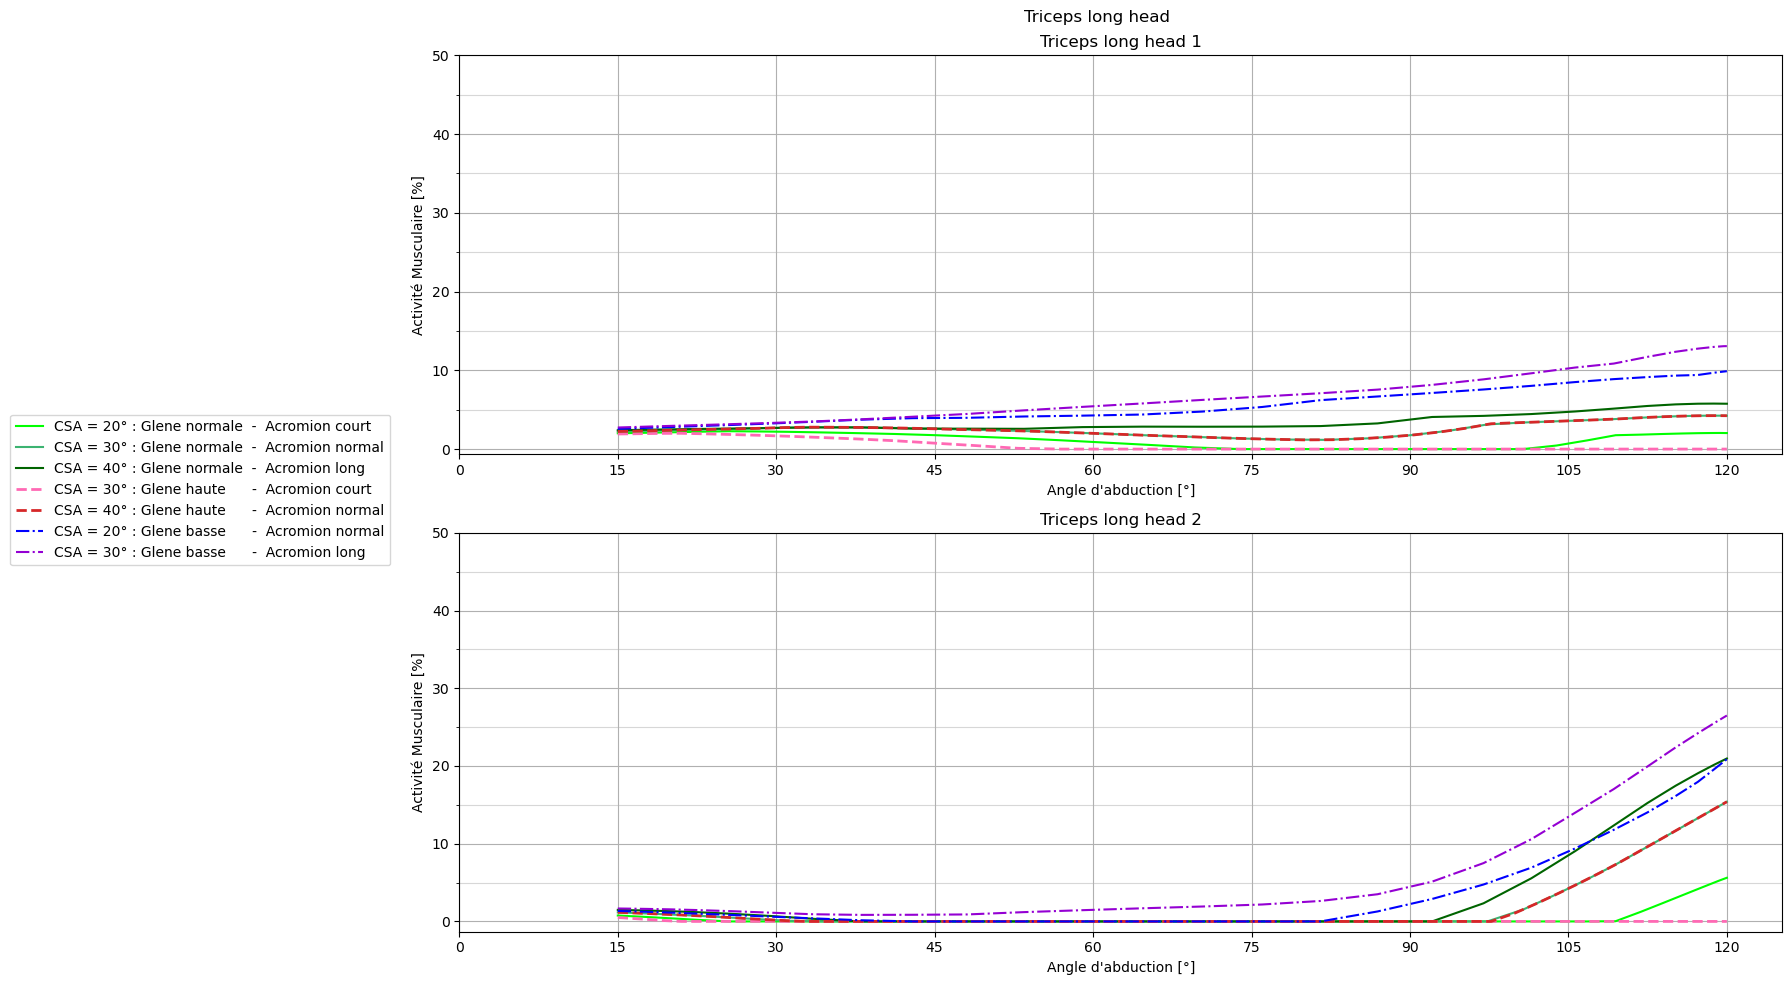 Triceps long head
Triceps long head 1
50
40
30
20
10
0
Activité Musculaire [%]
0 15 30 45 60 75 90 105 120
Angle d'abduction [°]
CSA = 20° : Glene normale - Acromion court
CSA = 30° : Glene normale - Acromion normal
CSA = 40° : Glene normale - Acromion long
CSA = 30° : Glene haute - Acromion court
CSA = 40° : Glene haute - Acromion normal
CSA = 20° : Glene basse - Acromion normal
CSA = 30° : Glene basse - Acromion long
Triceps long head 2
50
40
30
20
10
0
Activité Musculaire [%]
0 15 30 45 60 75 90 105 120
Angle d'abduction [°]